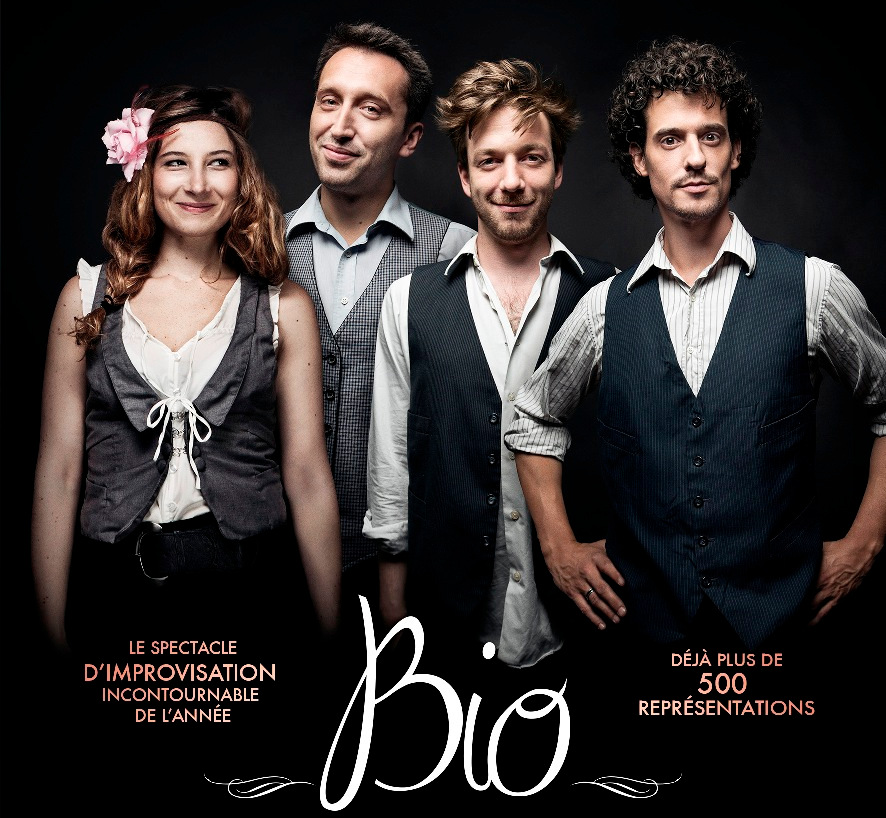 LE SPECTACLE
D'IMPROVISATION
INCONTOURNABLE
DE L'ANNÉE
Bio
DÉJÀ PLUS DE
500
REPRÉSENTATIONS